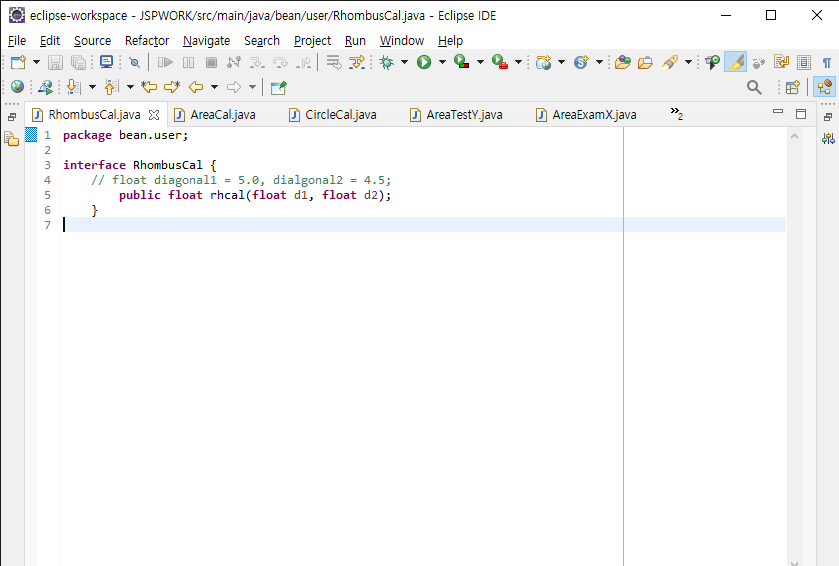 eclipse-workspace - JSPWORK/src/main/java/bean/user/RhombusCal.java - Eclipse IDE
File Edit Source Refactor Navigate Search Project Run Window Help
RhombusCal.java AreaCal.java CircleCal.java AreaTestY.java AreaExamX.java »2
1 package bean.user;
2
3 interface RhombusCal {
4 // float diagonal1 = 5.0, dialgonal2 = 4.5;
5 public float rhcal(float d1, float d2);
6 }
7